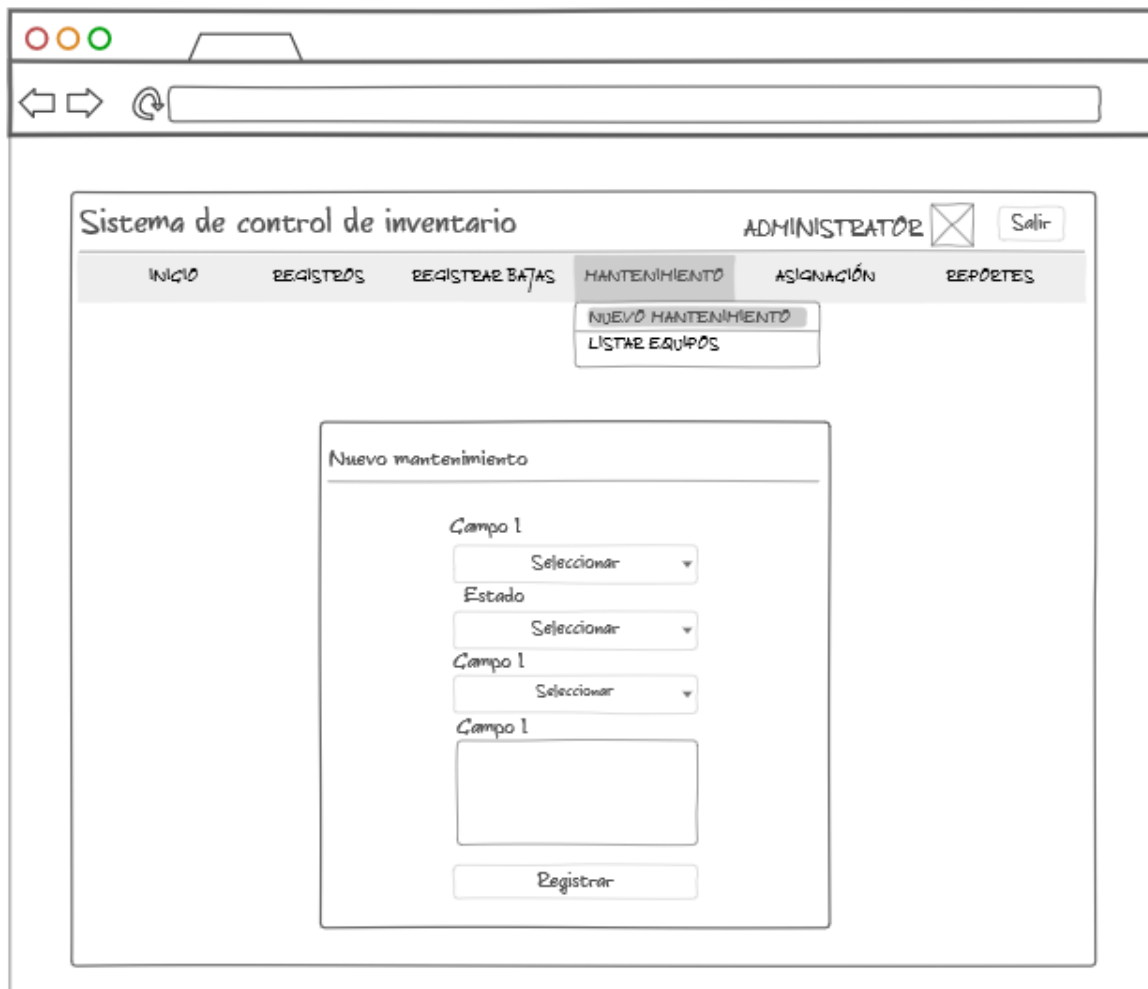 Sistema de control de inventario
ADMINISTRATOR Salir
INICIO REGISTROS REGISTRAR BAJAS MANTENIMIENTO ASIGNACIÓN REPORTES
NUEVO MANTENIMIENTO
LISTAR EQUIPOS
Nuevo mantenimiento
Campo 1
Seleccionar
Estado
Seleccionar
Campo 1
Seleccionar
Campo 1
Registrar